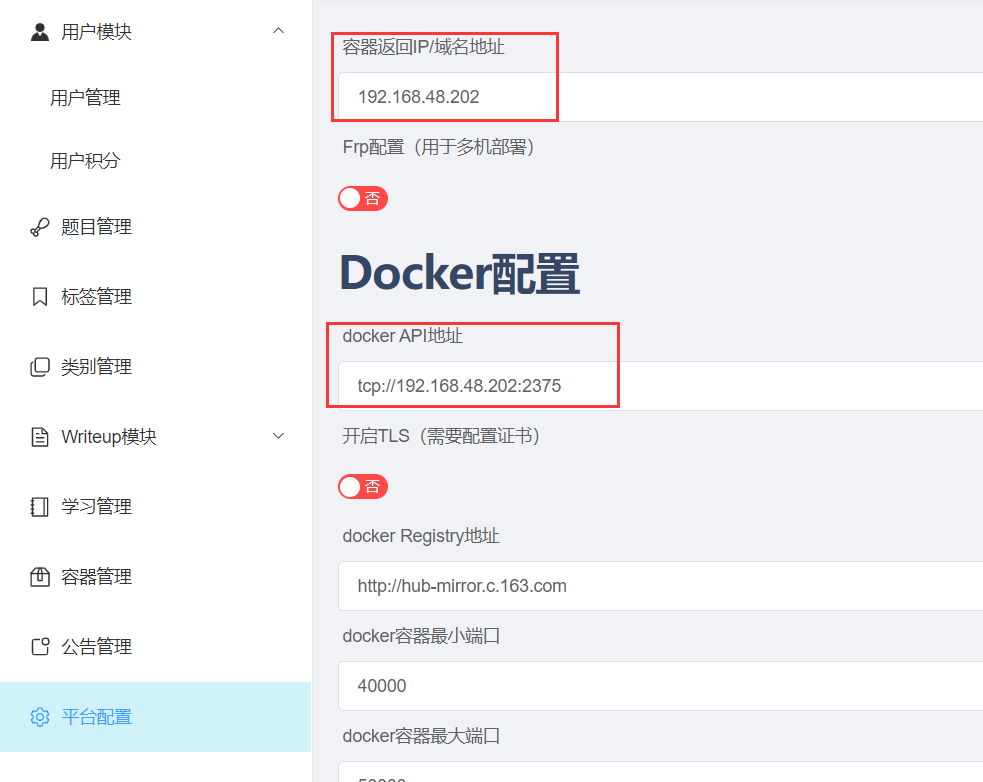 用户模块
用户管理
用户积分
题目管理
标签管理
类别管理
Writeup模块
学习管理
容器管理
公告管理
平台配置
容器返回IP/域名地址
192.168.48.202
Frp配置（用于多机部署）
否
Docker配置
docker API地址
tcp://192.168.48.202:2375
开启TLS（需要配置证书）
否
docker Registry地址
http://hub-mirror.c.163.com
docker容器最小端口
40000
docker容器最大端口